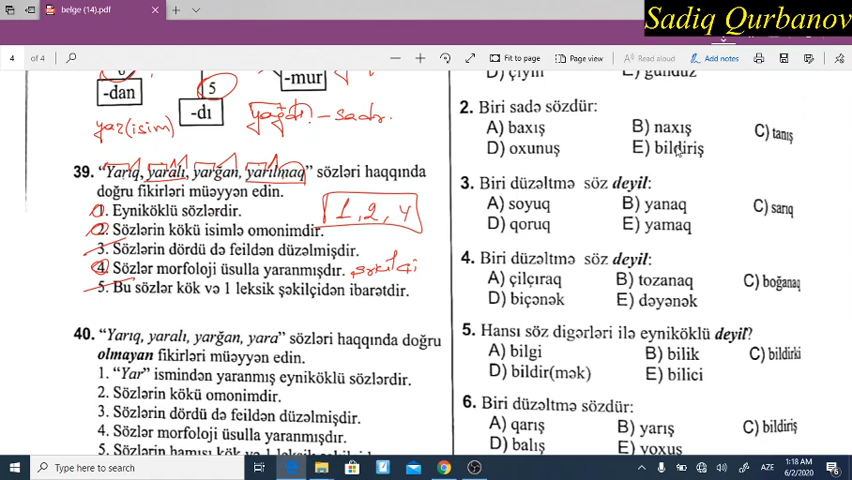 Sadiq Qurbanov
belge (14).pdf
4 of 4
Fit to page
Page view
Read aloud
Add notes
-dan
5
-dı
-mur
yaz(isim)
yağdı - sadə.
39. “Yarıq, yaralı, yarğan, yarılmaq” sözləri haqqında
doğru fikirləri müəyyən edin.
1. Eyniköklü sözlərdir.
2. Sözlərin kökü isimlə omonimdir.
1, 2, 4
3. Sözlərin dördü də feildən düzəlmişdir.
4. Sözlər morfoloji üsulla yaranmışdır.
5. Bu sözlər kök və 1 leksik şəkilçidən ibarətdir.
40. “Yarıq, yaralı, yarğan, yara” sözləri haqqında doğru
olmayan fikirləri müəyyən edin.
1. “Yar” ismindən yaranmış eyniköklü sözlərdir.
2. Sözlərin kökü omonimdir.
3. Sözlərin dördü də feildən düzəlmişdir.
4. Sözlər morfoloji üsulla yaranmışdır.
D) çiyin E) gündüz
2. Biri sadə sözdür:
A) baxış B) naxış C) tanış
D) oxunuş E) bildiriş
3. Biri düzəltmə söz deyil:
A) soyuq B) yanaq C) sarıq
D) qoruq E) yamaq
4. Biri düzəltmə söz deyil:
A) çilçıraq B) tozanaq C) boğanaq
D) biçənək E) dəyənək
5. Hansı söz digərləri ilə eyniköklü deyil?
A) bilgi B) bilik C) bildirki
D) bildir(mək) E) bilici
6. Biri düzəltmə sözdür:
A) qarış B) yarış C) bildiriş
D) balış E) yoxuş
Type here to search
AZE
1:18 AM
6/2/2020
6